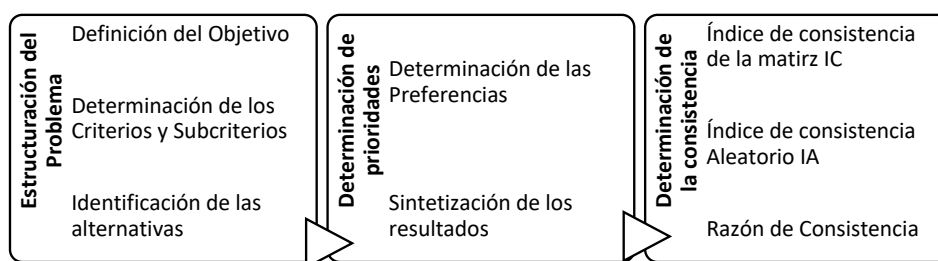 Estructuración del
Problema
Definición del Objetivo
Determinación de los
Criterios y Subcriterios
Identificación de las
alternativas
Determinación de
prioridades
Determinación de las
Preferencias
Sintetización de los
resultados
Determinación de
la consistencia
Índice de consistencia
de la matirz IC
Índice de consistencia
Aleatorio IA
Razón de Consistencia